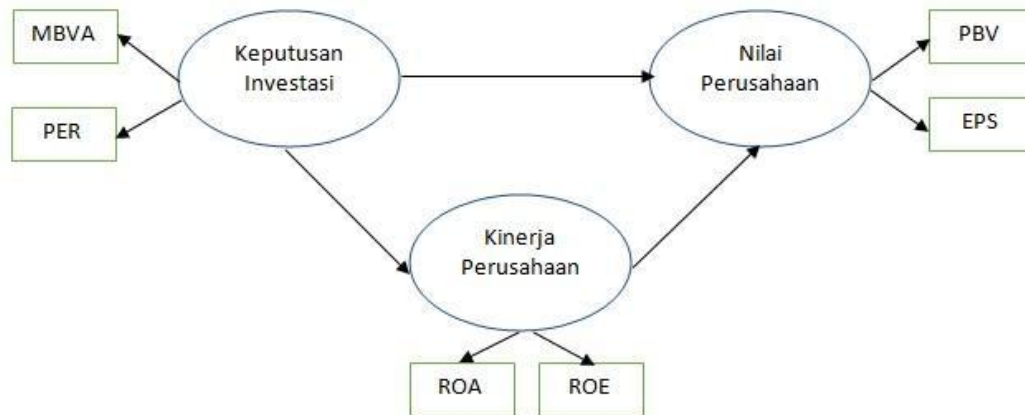 MBVA
PER
Keputusan
Investasi
Nilai
Perusahaan
PBV
EPS
Kinerja
Perusahaan
ROA
ROE